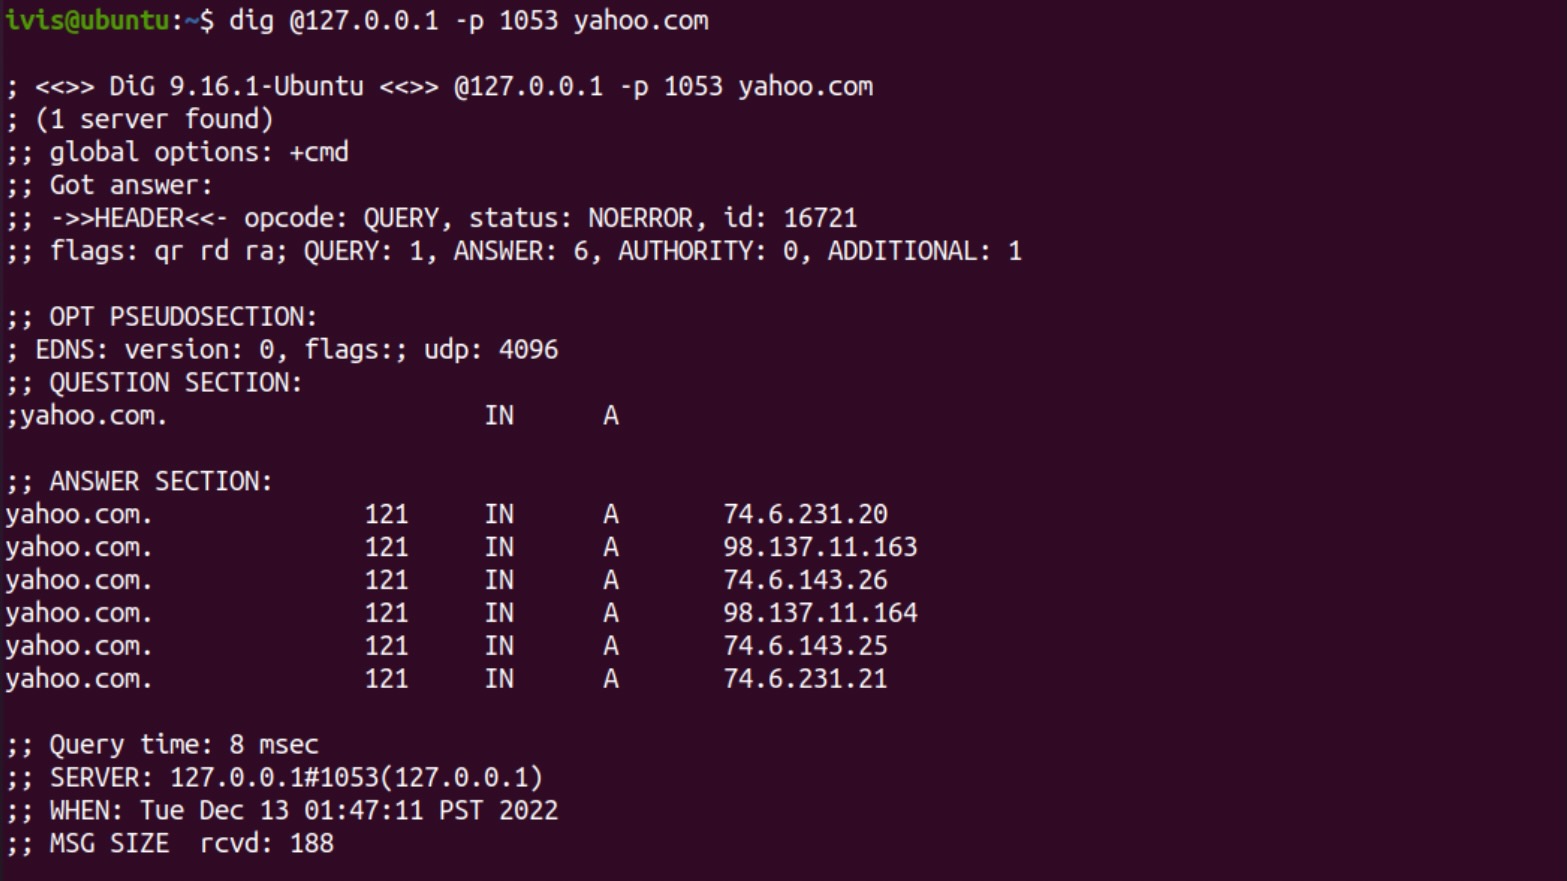 ivis@ubuntu:~$ dig @127.0.0.1 -p 1053 yahoo.com
; <<>> DiG 9.16.1-Ubuntu <<>> @127.0.0.1 -p 1053 yahoo.com
; (1 server found)
;; global options: +cmd
;; Got answer:
;; ->>HEADER<<- opcode: QUERY, status: NOERROR, id: 16721
;; flags: qr rd ra; QUERY: 1, ANSWER: 6, AUTHORITY: 0, ADDITIONAL: 1
;; OPT PSEUDOSECTION:
; EDNS: version: 0, flags:; udp: 4096
;; QUESTION SECTION:
;yahoo.com. IN A
;; ANSWER SECTION:
yahoo.com. 121 IN A 74.6.231.20
yahoo.com. 121 IN A 98.137.11.163
yahoo.com. 121 IN A 74.6.143.26
yahoo.com. 121 IN A 98.137.11.164
yahoo.com. 121 IN A 74.6.143.25
yahoo.com. 121 IN A 74.6.231.21
;; Query time: 8 msec
;; SERVER: 127.0.0.1#1053(127.0.0.1)
;; WHEN: Tue Dec 13 01:47:11 PST 2022
;; MSG SIZE  rcvd: 188